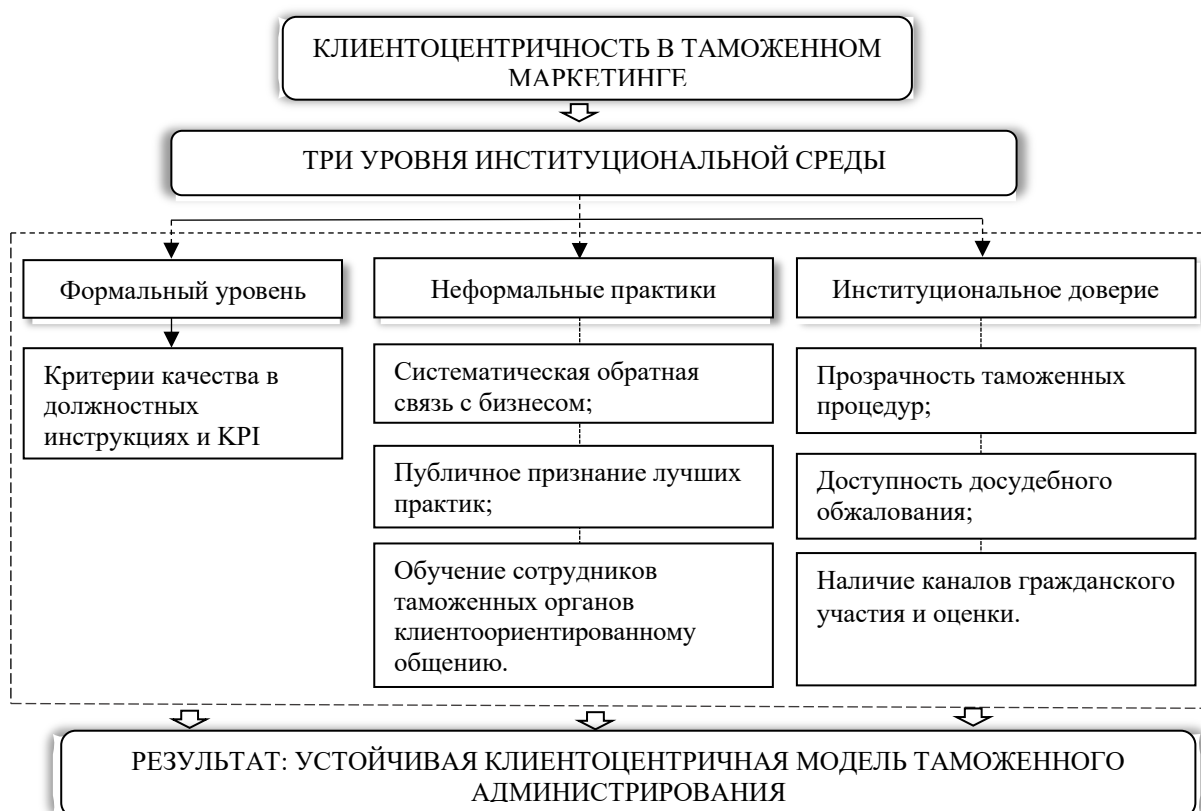 КЛИЕНТОЦЕНТРИЧНОСТЬ В ТАМОЖЕННОМ
МАРКЕТИНГЕ
ТРИ УРОВНЯ ИНСТИТУЦИОНАЛЬНОЙ СРЕДЫ
Формальный уровень
Критерии качества в
должностных
инструкциях и KPI
Неформальные практики
Систематическая обратная
связь с бизнесом;
Публичное признание лучших
практик;
Обучение сотрудников
таможенных органов
клиентоориентированному
общению.
Институциональное доверие
Прозрачность таможенных
процедур;
Доступность досудебного
обжалования;
Наличие каналов гражданского
участия и оценки.
РЕЗУЛЬТАТ: УСТОЙЧИВАЯ КЛИЕНТОЦЕНТРИЧНАЯ МОДЕЛЬ ТАМОЖЕННОГО
АДМИНИСТРИРОВАНИЯ